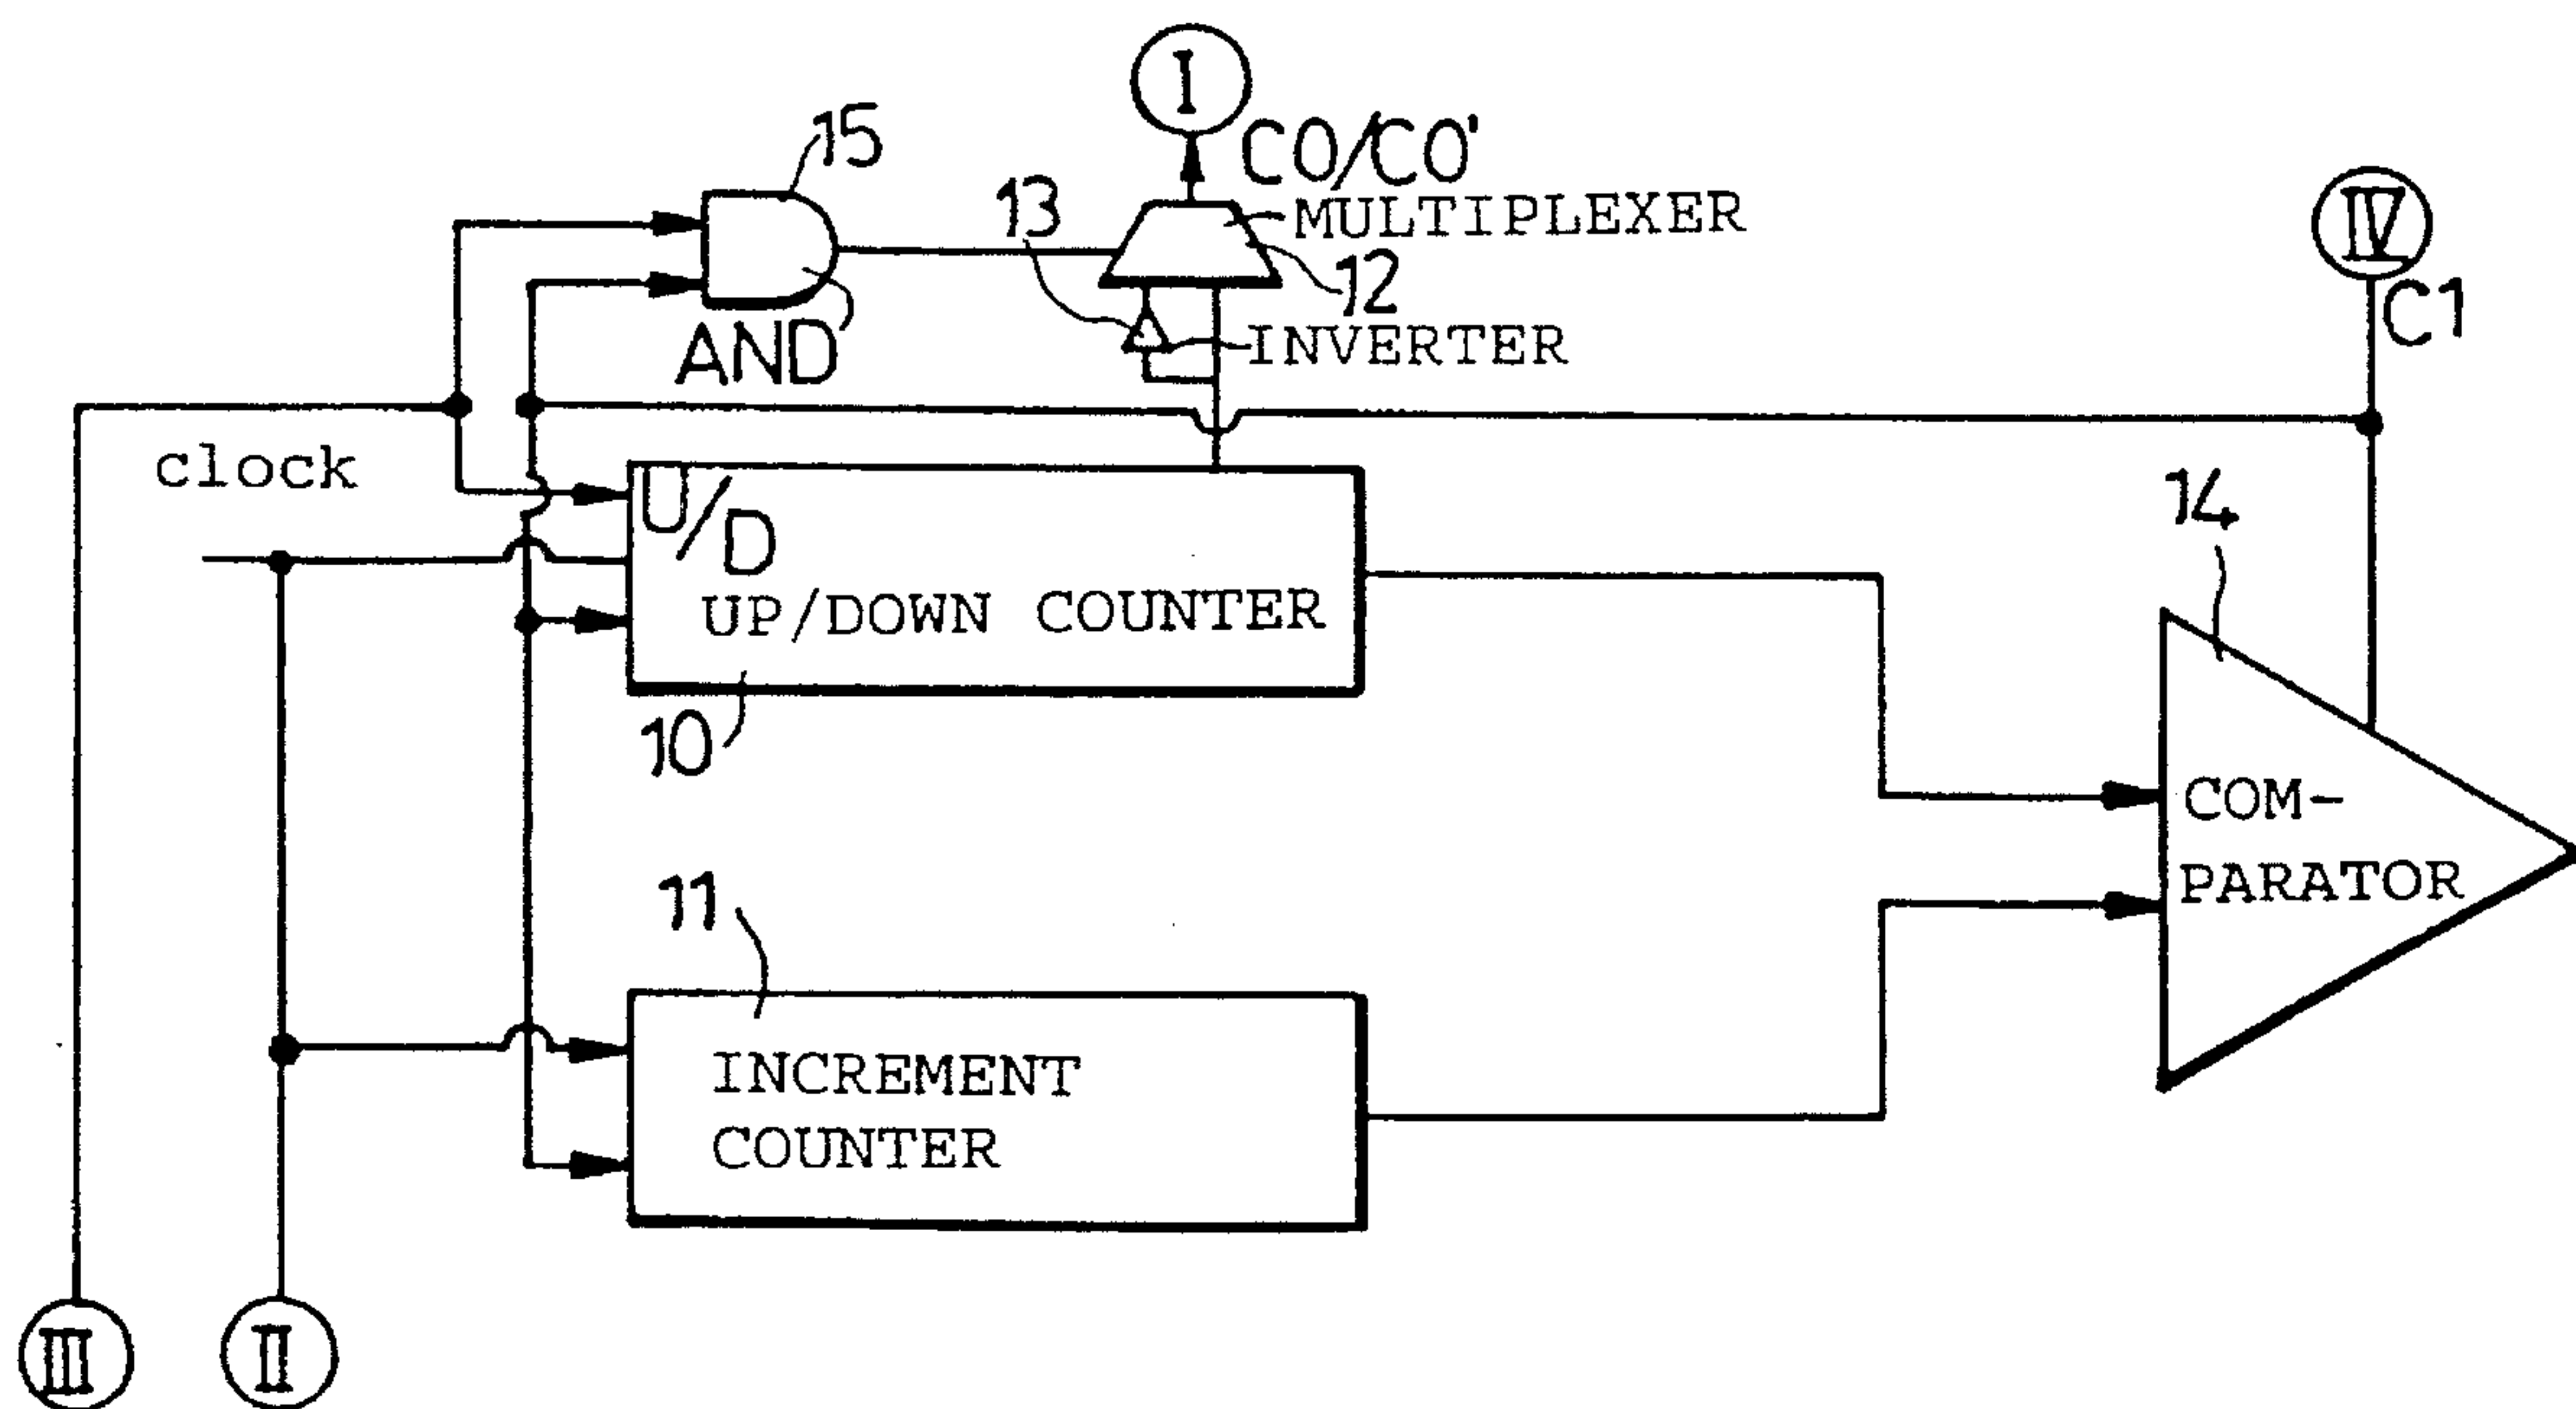 I
15
CO/CO'
13
MULTIPLEXER
IV
12
C1
AND
INVERTER
clock
U/D
14
UP/DOWN COUNTER
10
COM-
PARATOR
11
INCREMENT
COUNTER
III
II